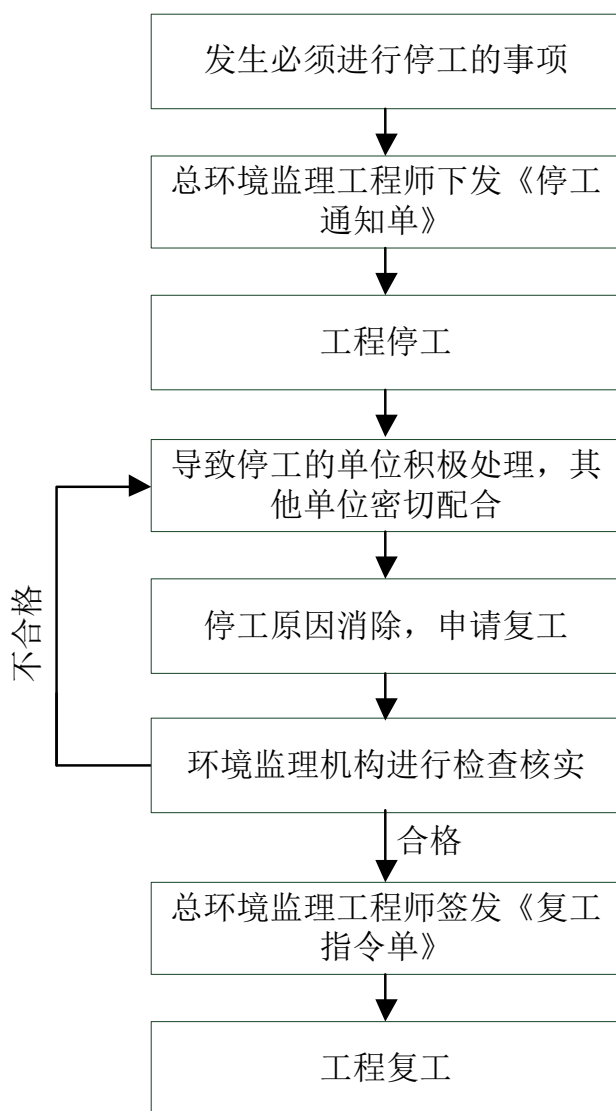 发生必须进行停工的事项
总环境监理工程师下发《停工
通知单》
工程停工
导致停工的单位积极处理，其
他单位密切配合
停工原因消除，申请复工
不合格
环境监理机构进行检查核实
合格
总环境监理工程师签发《复工
指令单》
工程复工